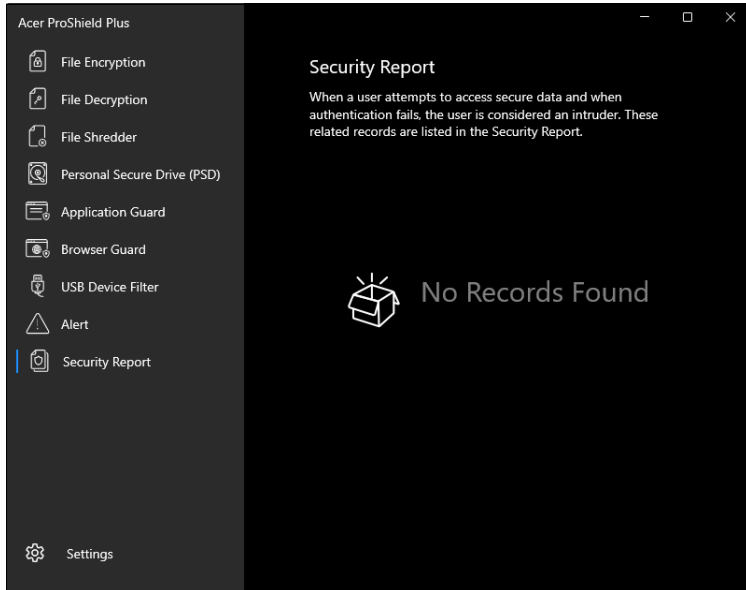 Acer ProShield Plus
File Encryption
File Decryption
File Shredder
Personal Secure Drive (PSD)
Application Guard
Browser Guard
USB Device Filter
Alert
Security Report
Settings
Security Report
When a user attempts to access secure data and when
authentication fails, the user is considered an intruder. These
related records are listed in the Security Report.
No Records Found